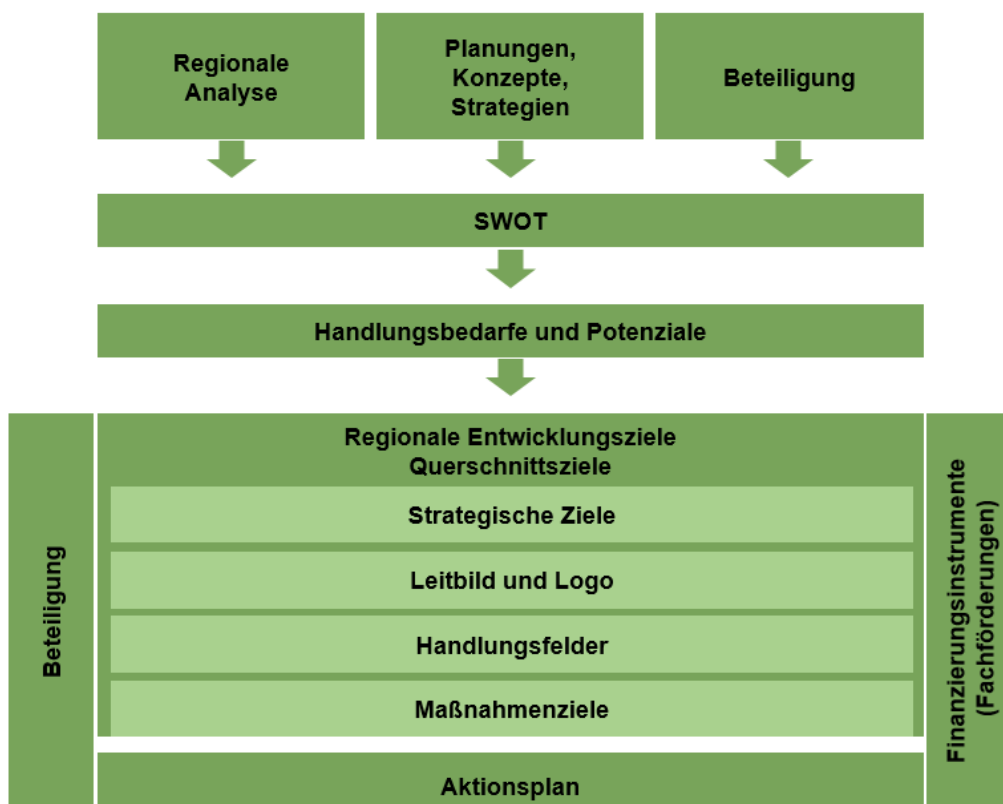 Regionale
Analyse
Planungen,
Konzepte,
Strategien
Beteiligung
SWOT
Handlungsbedarfe und Potenziale
Beteiligung
Regionale Entwicklungsziele
Querschnittsziele
Strategische Ziele
Leitbild und Logo
Handlungsfelder
Maßnahmenziele
Aktionsplan
Finanzierungsinstrumente
(Fachförderungen)